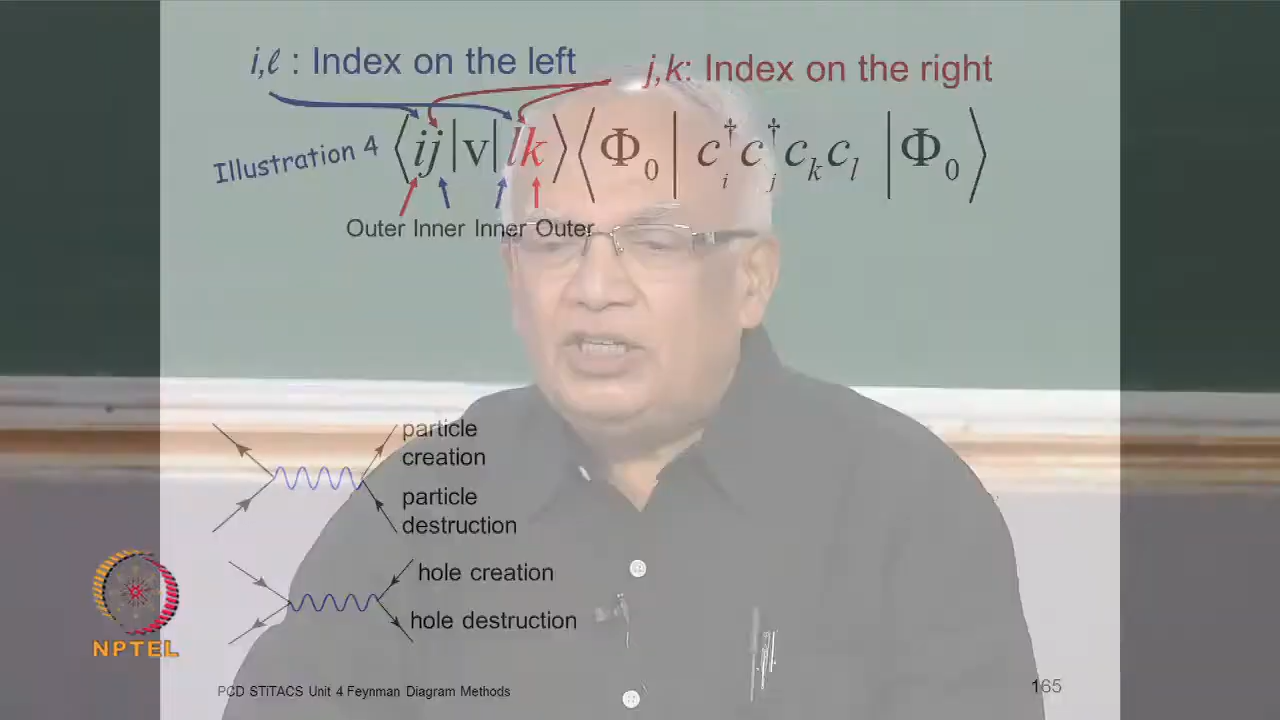 i,ℓ : Index on the left
j,k: Index on the right
Illustration 4 ⟨ij|v|lk⟩⟨Φ₀| c†ᵢ c†ⱼ cₖ cₗ |Φ₀⟩
Outer Inner Inner Outer
particle
creation
particle
destruction
hole creation
hole destruction
NPTEL
PCD STiTACS Unit 4 Feynman Diagram Methods
165